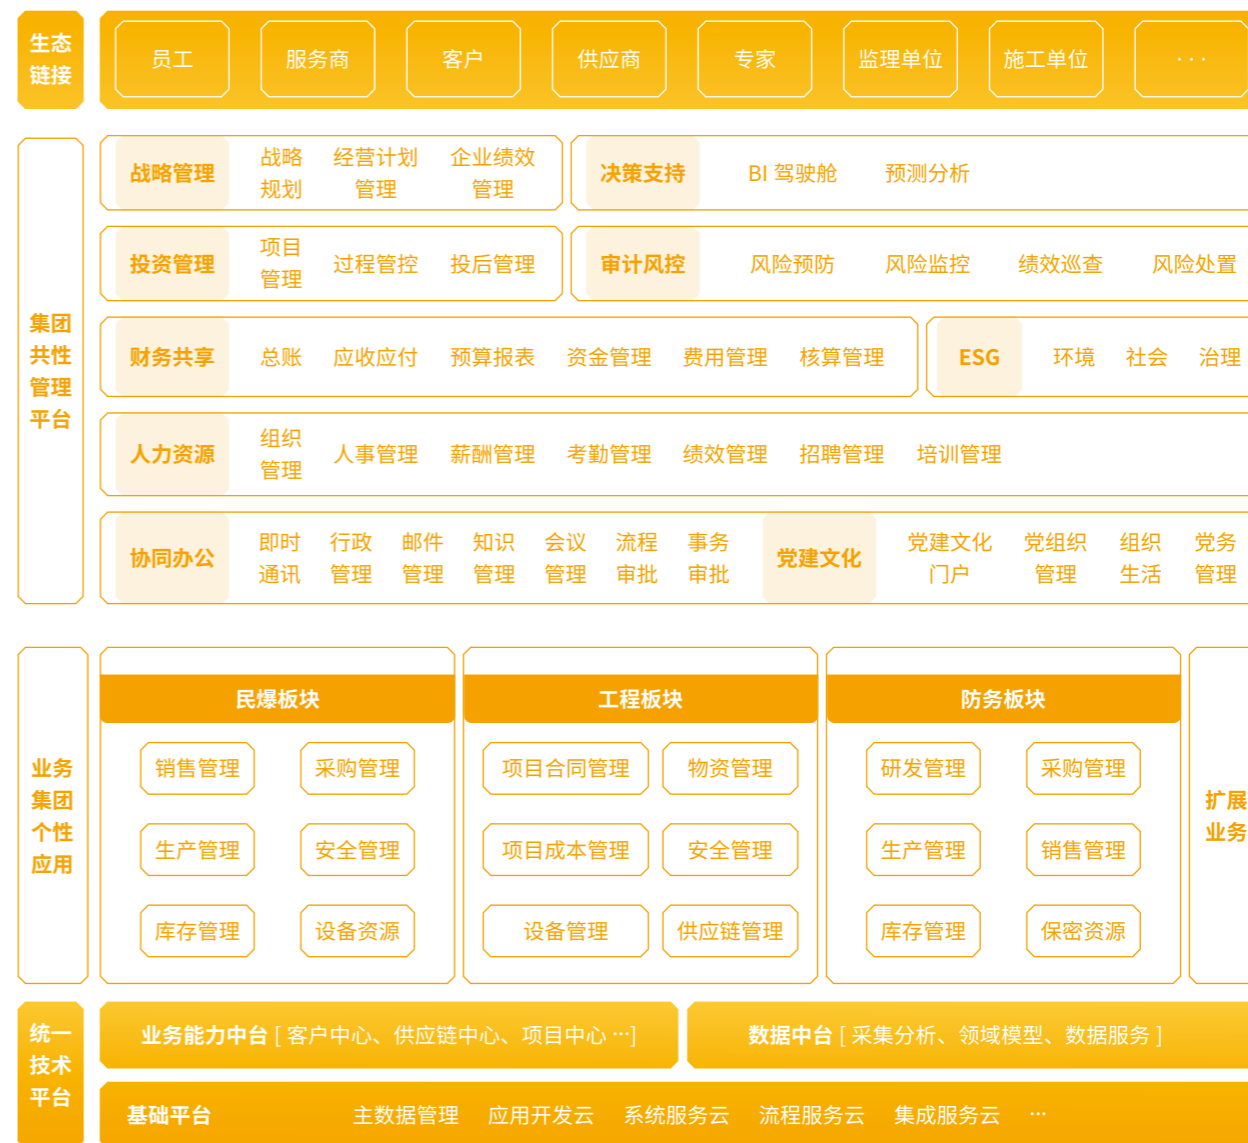 生态
链接
员工 服务商 客户 供应商 专家 监理单位 施工单位 ···
集团
共性
管理
平台
战略管理 战略规划 经营计划管理 企业绩效管理
决策支持 BI 驾驶舱 预测分析
投资管理 项目管理 过程管控 投后管理
审计风控 风险预防 风险监控 绩效巡查 风险处置
财务共享 总账 应收应付 预算报表 资金管理 费用管理 核算管理
ESG 环境 社会 治理
人力资源 组织管理 人事管理 薪酬管理 考勤管理 绩效管理 招聘管理 培训管理
协同办公 即时通讯 行政管理 邮件管理 知识管理 会议管理 流程审批 事务审批
党建文化 党建文化门户 党组织管理 组织生活 党务管理
业务
集团
个性
应用
民爆板块
销售管理 采购管理
生产管理 安全管理
库存管理 设备资源
工程板块
项目合同管理 物资管理
项目成本管理 安全管理
设备管理 供应链管理
防务板块
研发管理 采购管理
生产管理 销售管理
库存管理 保密资源
扩展
业务
统一
技术
平台
业务能力中台 [ 客户中心、供应链中心、项目中心 ···]
数据中台 [ 采集分析、领域模型、数据服务 ]
基础平台 主数据管理 应用开发云 系统服务云 流程服务云 集成服务云 ···